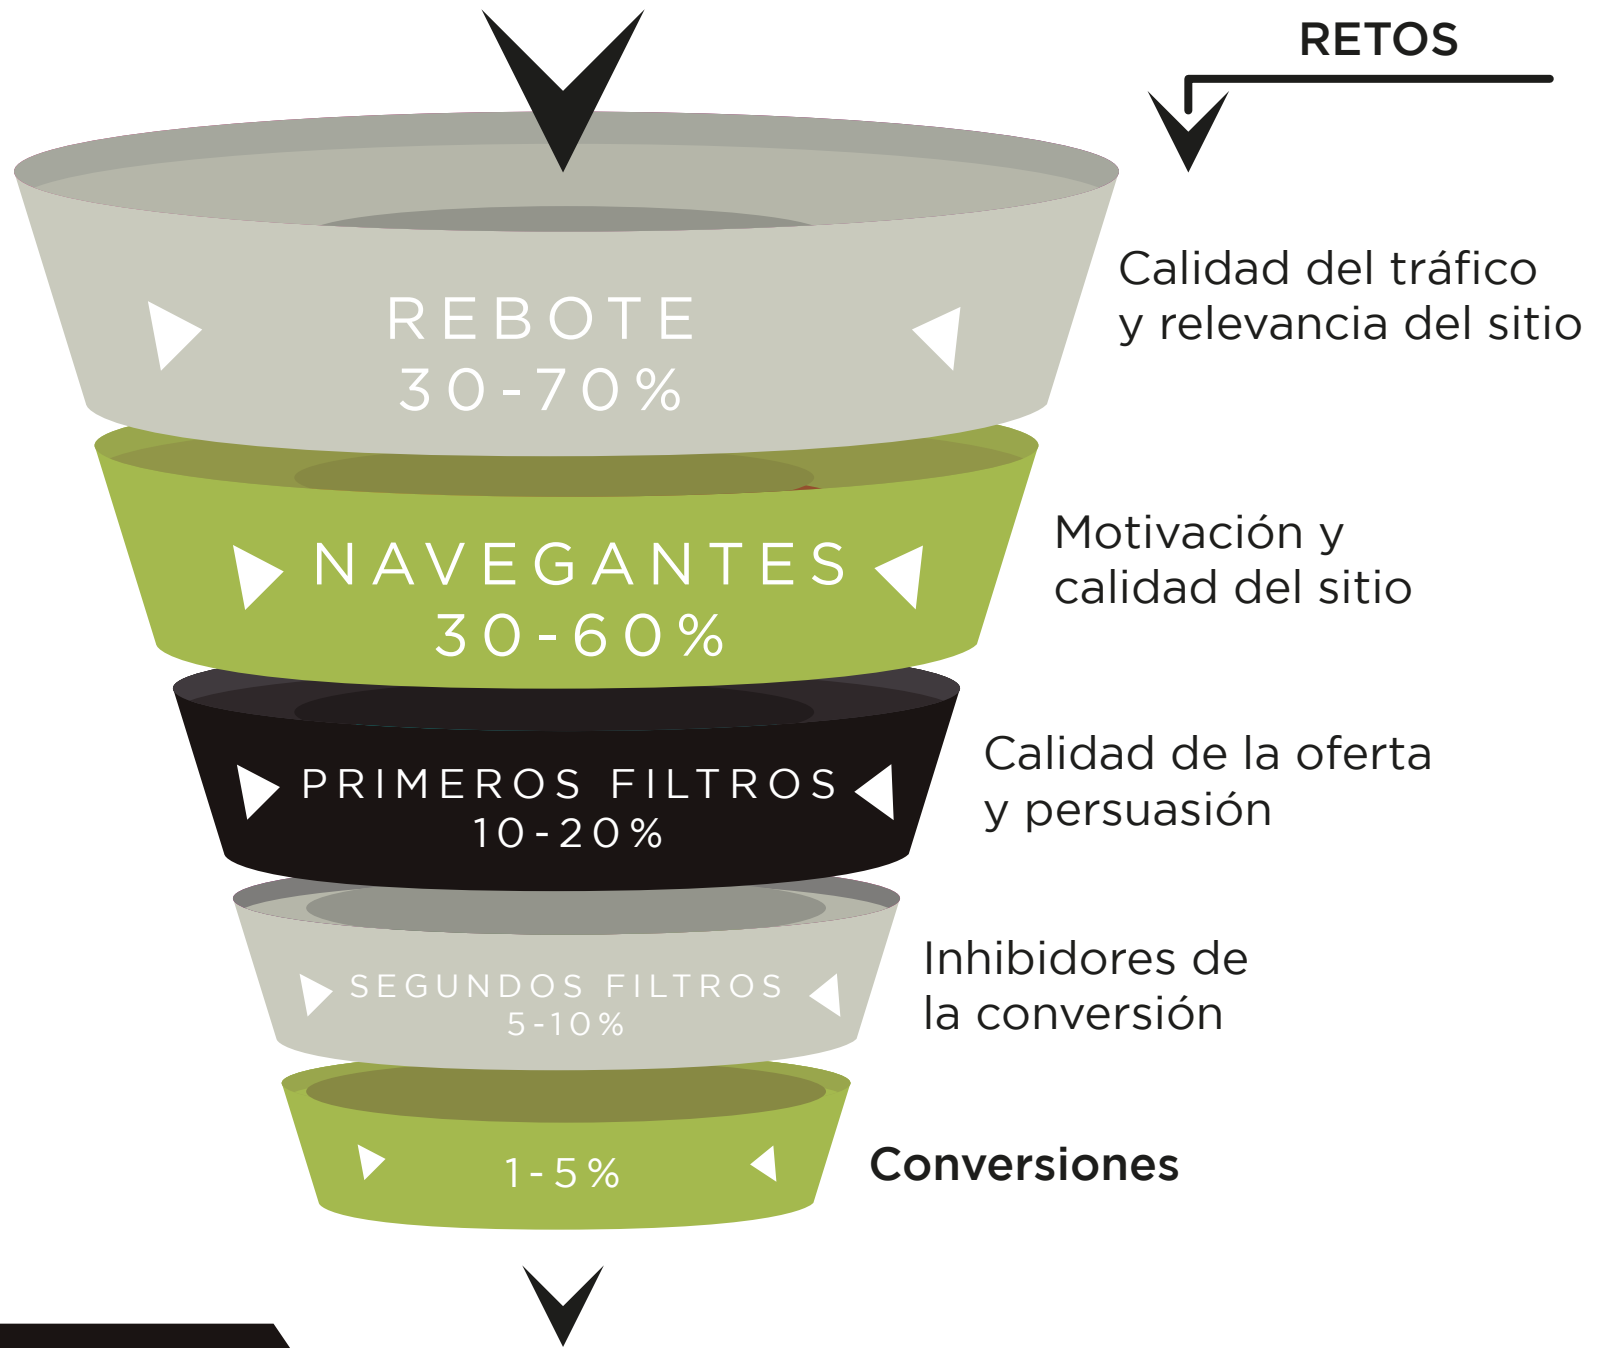 RETOS
REBOTE
30-70%
Calidad del tráfico
y relevancia del sitio
NAVEGANTES
30-60%
Motivación y
calidad del sitio
PRIMEROS FILTROS
10-20%
Calidad de la oferta
y persuasión
SEGUNDOS FILTROS
5-10%
Inhibidores de
la conversión
1-5%
Conversiones